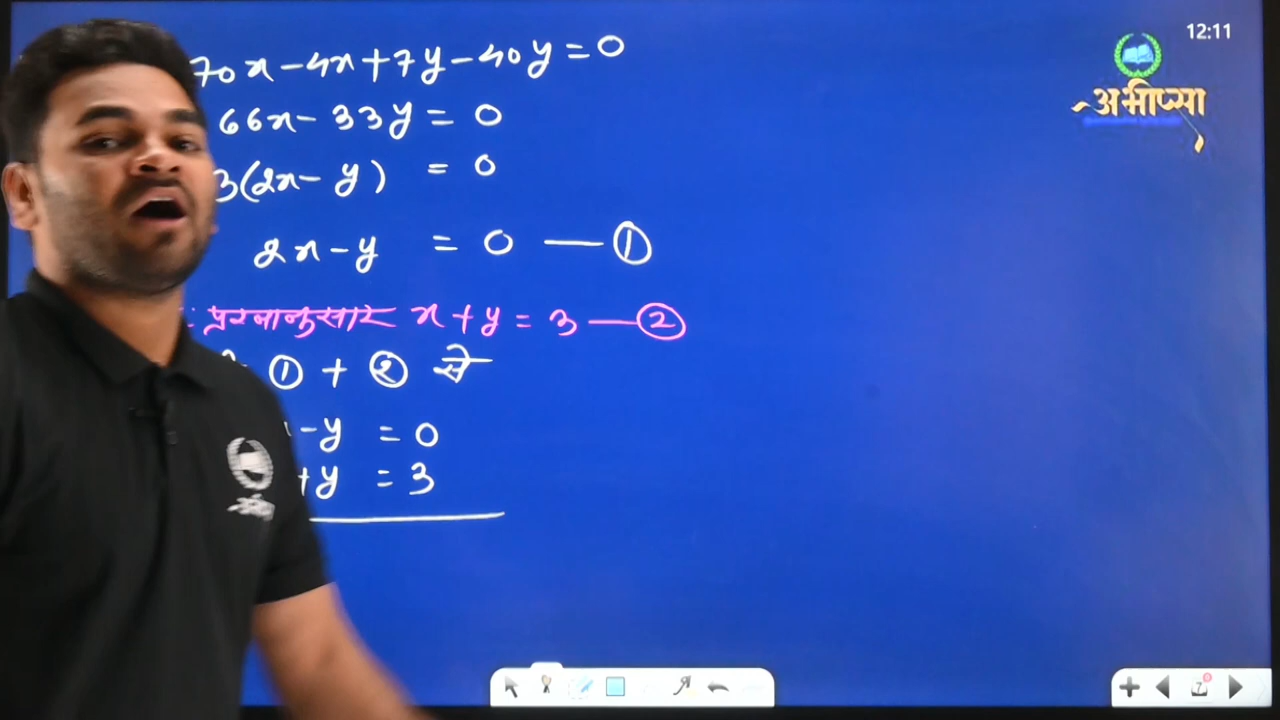 12:11
अभीप्सा
70x - 4x + 7y - 40y = 0
66x - 33y = 0
3(2x - y) = 0
2x - y = 0 — ①
: प्रश्नानुसार x + y = 3 — ②
① + ② से
- y = 0
+ y = 3